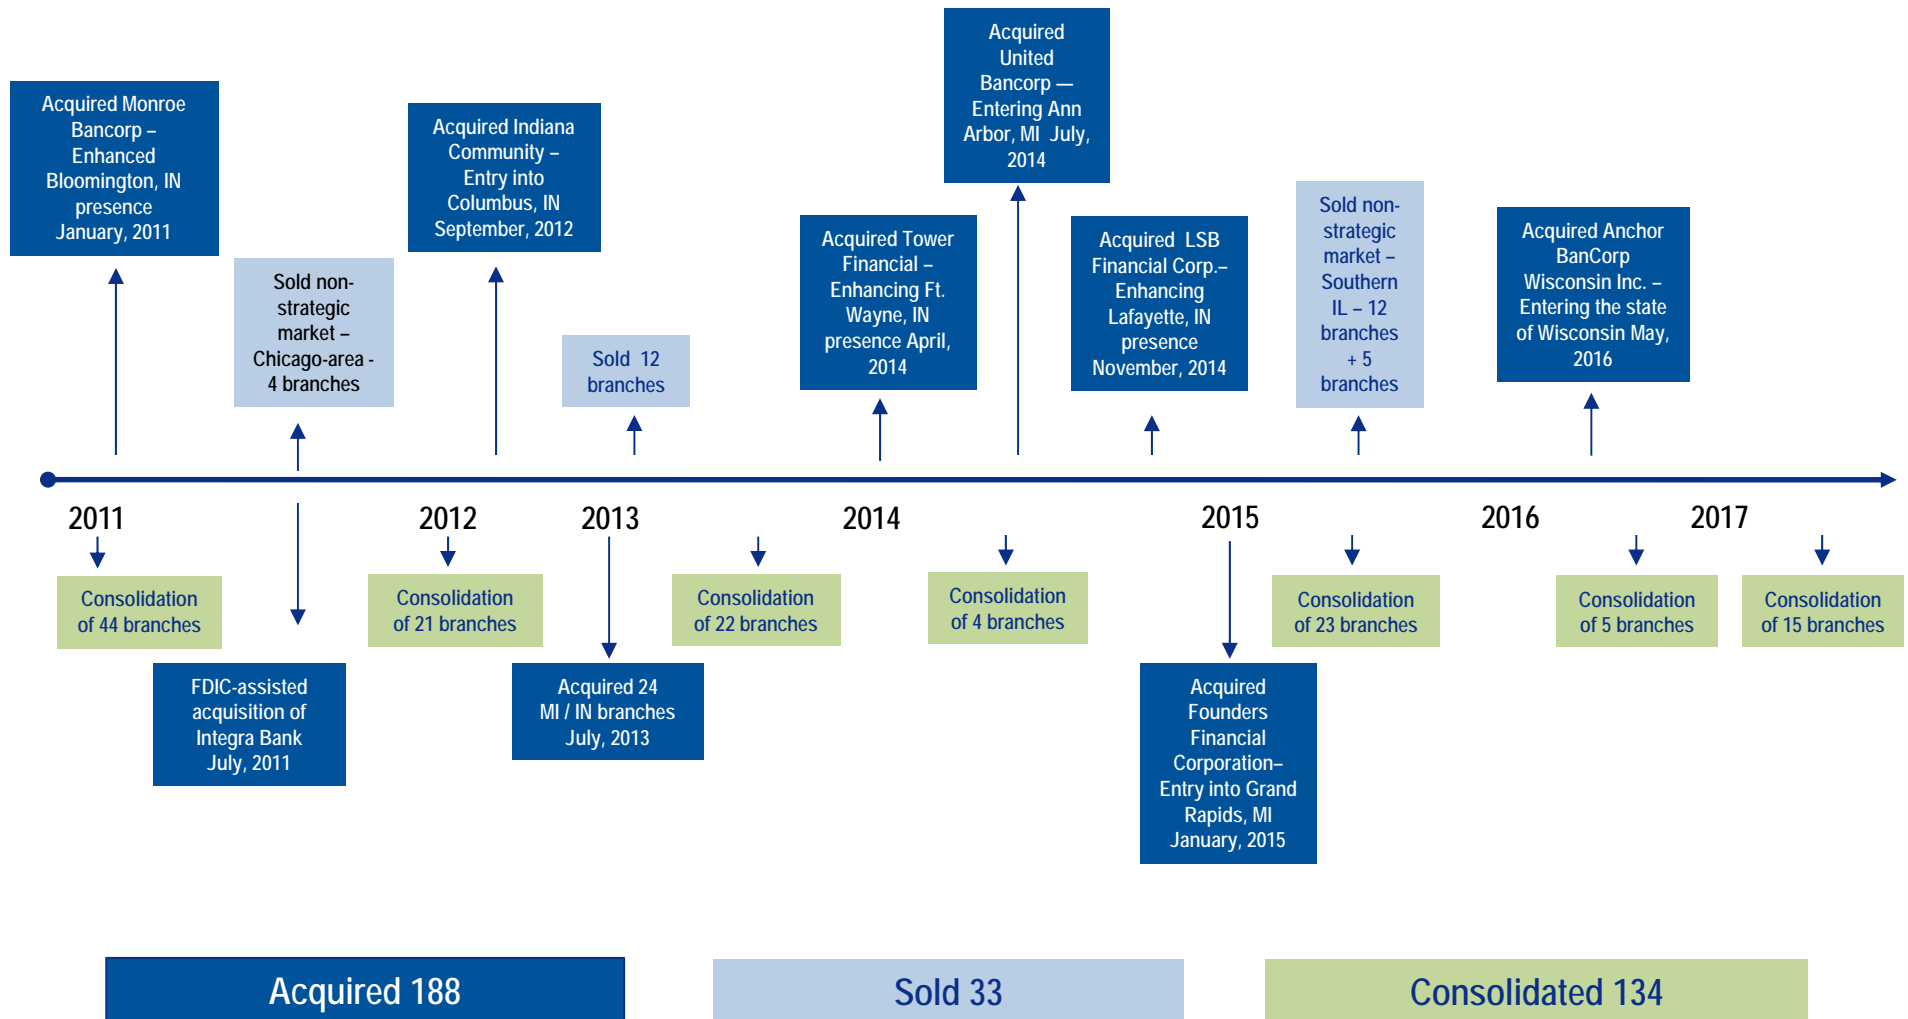 Acquired Monroe
Bancorp –
Enhanced
Bloomington, IN
presence
January, 2011
Sold non-
strategic
market –
Chicago-area -
4 branches
Acquired Indiana
Community –
Entry into
Columbus, IN
September, 2012
Sold 12
branches
Acquired Tower
Financial –
Enhancing Ft.
Wayne, IN
presence April,
2014
Acquired
United
Bancorp —
Entering Ann
Arbor, MI July,
2014
Acquired LSB
Financial Corp.–
Enhancing
Lafayette, IN
presence
November, 2014
Sold non-
strategic
market –
Southern
IL – 12
branches
+ 5
branches
Acquired Anchor
BanCorp
Wisconsin Inc. –
Entering the state
of Wisconsin May,
2016
2011
2012
2013
2014
2015
2016
2017
Consolidation
of 44 branches
Consolidation
of 21 branches
Consolidation
of 22 branches
Consolidation
of 4 branches
Consolidation
of 23 branches
Consolidation
of 5 branches
Consolidation
of 15 branches
FDIC-assisted
acquisition of
Integra Bank
July, 2011
Acquired 24
MI / IN branches
July, 2013
Acquired
Founders
Financial
Corporation–
Entry into Grand
Rapids, MI
January, 2015
Acquired 188
Sold 33
Consolidated 134